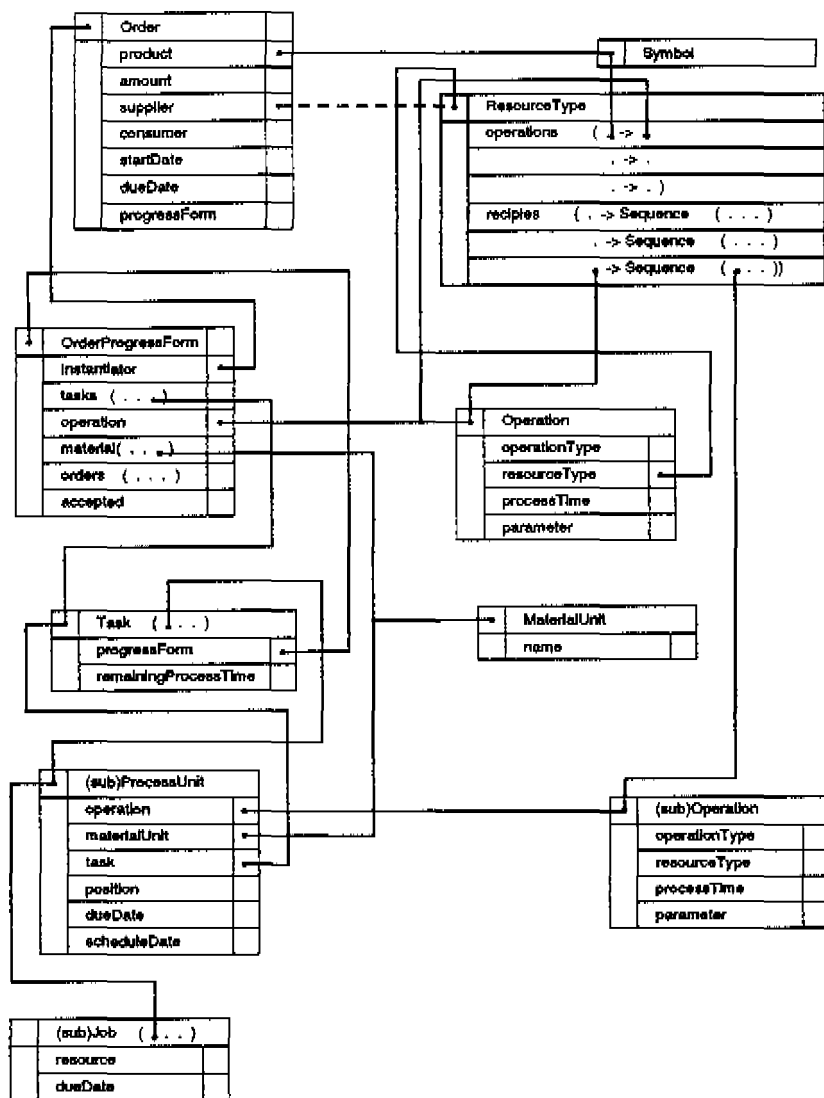 Order
product
amount
supplier
consumer
startDate
dueDate
progressForm
Symbol
ResourceType
operations ( . -> .
. -> .
. -> . )
recipies ( . -> Sequence ( . . . )
. -> Sequence ( . . . )
. -> Sequence ( . . . ))
OrderProgressForm
instantiator
tasks ( . . . )
operation
material( . . . )
orders ( . . . )
accepted
Operation
operationType
resourceType
processTime
parameter
Task ( . . . )
progressForm
remainingProcessTime
MaterialUnit
name
(sub)ProcessUnit
operation
materialUnit
task
position
dueDate
scheduleDate
(sub)Operation
operationType
resourceType
processTime
parameter
(sub)Job ( . . . )
resource
dueDate